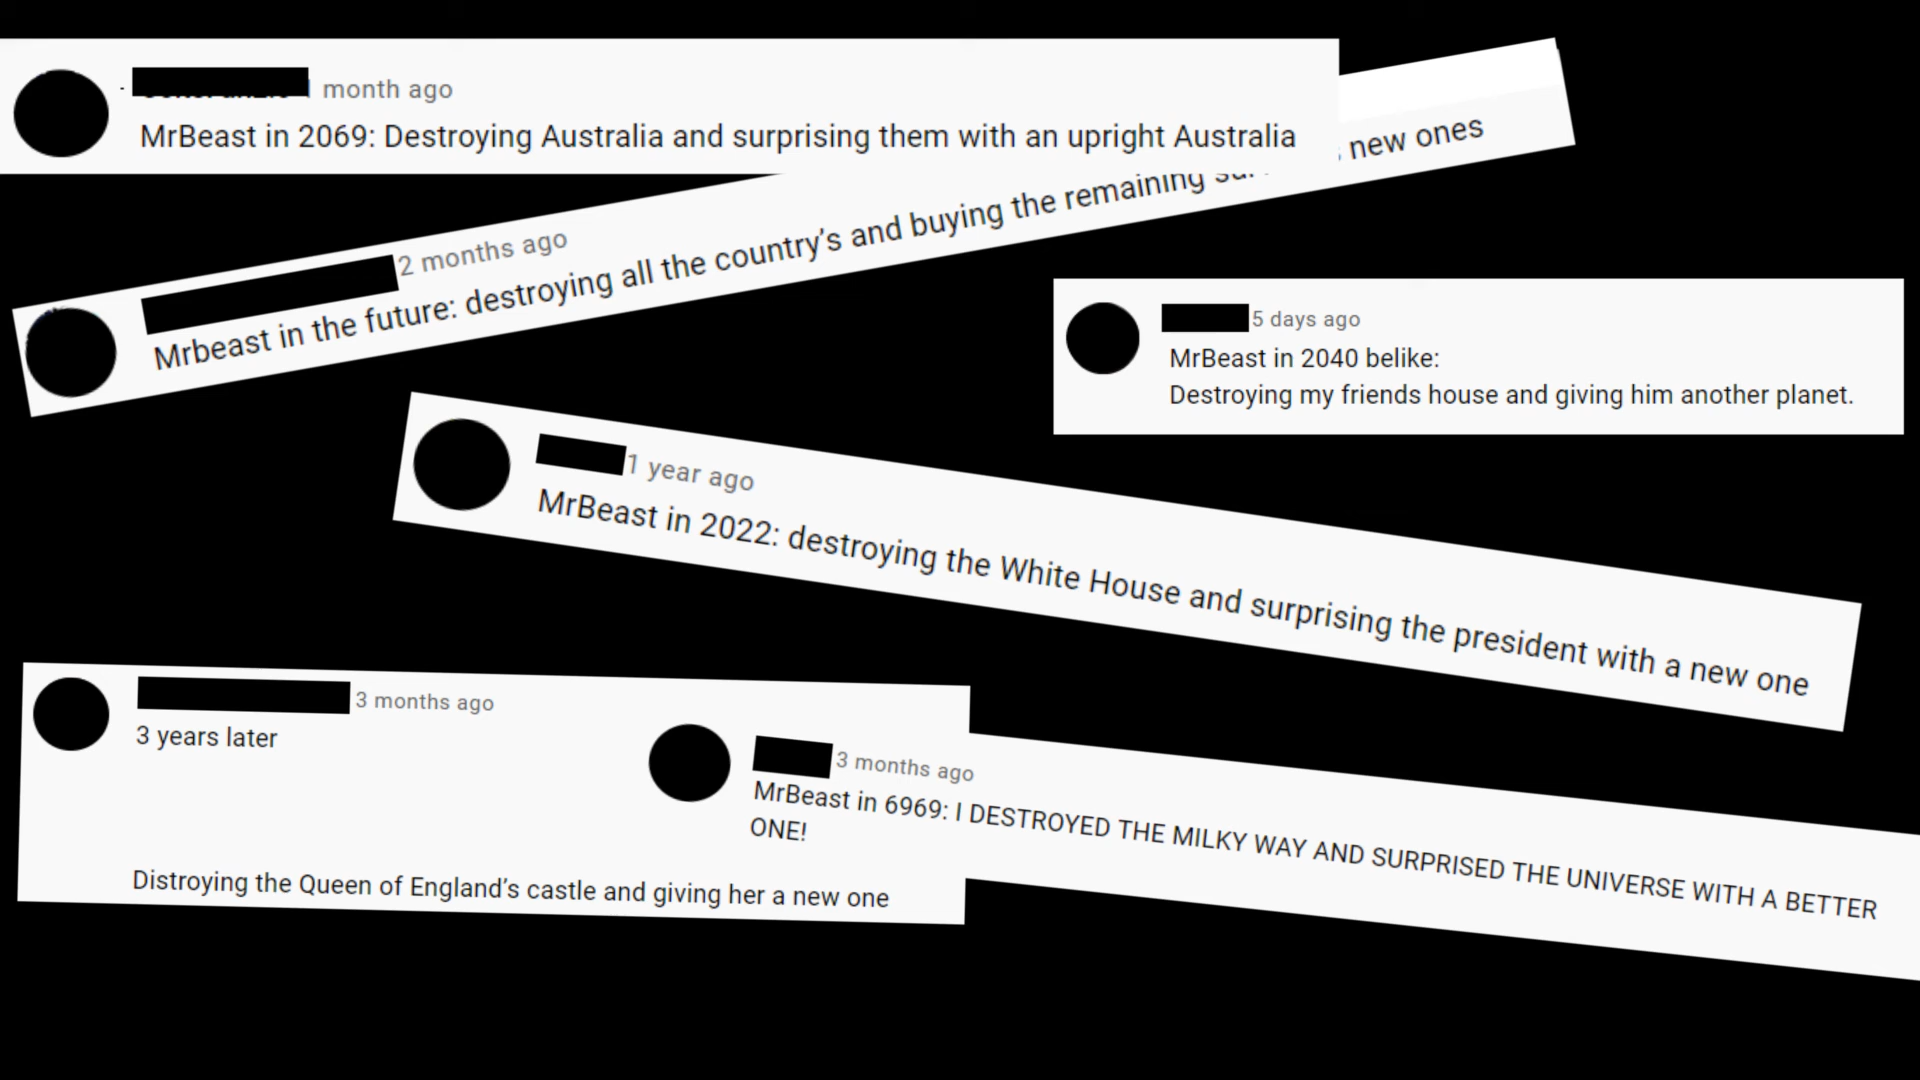 1 month ago
MrBeast in 2069: Destroying Australia and surprising them with an upright Australia
2 months ago
Mrbeast in the future: destroying all the country’s and buying the remaining new ones
5 days ago
MrBeast in 2040 belike:
Destroying my friends house and giving him another planet.
1 year ago
MrBeast in 2022: destroying the White House and surprising the president with a new one
3 months ago
3 years later
Distroying the Queen of England’s castle and giving her a new one
3 months ago
MrBeast in 6969: I DESTROYED THE MILKY WAY AND SURPRISED THE UNIVERSE WITH A BETTER
ONE!